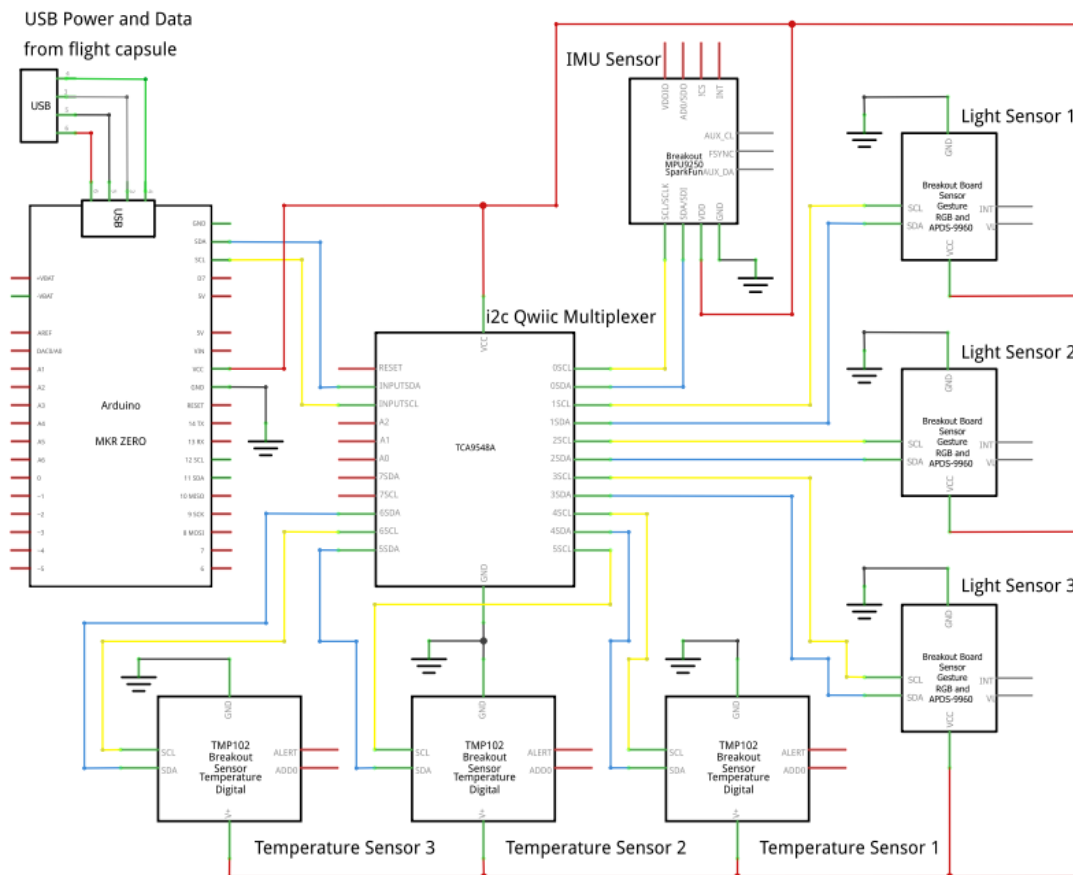 USB Power and Data
from flight capsule
USB
USB
IMU Sensor
VDDIO
AD0/SDO
!CS
INT
AUX_CL
FSYNC
AUX_DA
Breakout
MPU9250
SparkFun
SCL/SCLK
SDA/SDI
VDD
GND
Light Sensor 1
GND
Breakout Board
Sensor
Gesture
RGB and
APDS-9960
SCL
SDA
INT
VCC
Light Sensor 2
GND
Breakout Board
Sensor
Gesture
RGB and
APDS-9960
SCL
SDA
INT
VCC
Light Sensor 3
GND
Breakout Board
Sensor
Gesture
RGB and
APDS-9960
SCL
SDA
INT
VCC
+VBAT
-VBAT
AREF
DAC0/A0
A1
A2
A3
A4
A5
A6
0
~1
~2
~3
~4
~5
Arduino
MKR ZERO
GND
SDA
SCL
5V
5V
VIN
VCC
GND
RESET
14 TX
13 RX
12 SCL
11 SDA
10 MISO
9 SCK
8 MOSI
7
6
i2c Qwiic Multiplexer
VCC
RESET
INPUTSDA
INPUTSCL
A2
A1
A0
7SDA
7SCL
6SDA
6SCL
5SDA
TCA9548A
0SCL
0SDA
1SCL
1SDA
2SCL
2SDA
3SCL
3SDA
4SCL
4SDA
5SCL
GND
GND
TMP102
Breakout
Sensor
Temperature
Digital
SCL
SDA
ALERT
ADD0
V+
Temperature Sensor 3
GND
TMP102
Breakout
Sensor
Temperature
Digital
SCL
SDA
ALERT
ADD0
V+
Temperature Sensor 2
GND
TMP102
Breakout
Sensor
Temperature
Digital
SCL
SDA
ALERT
ADD0
V+
Temperature Sensor 1